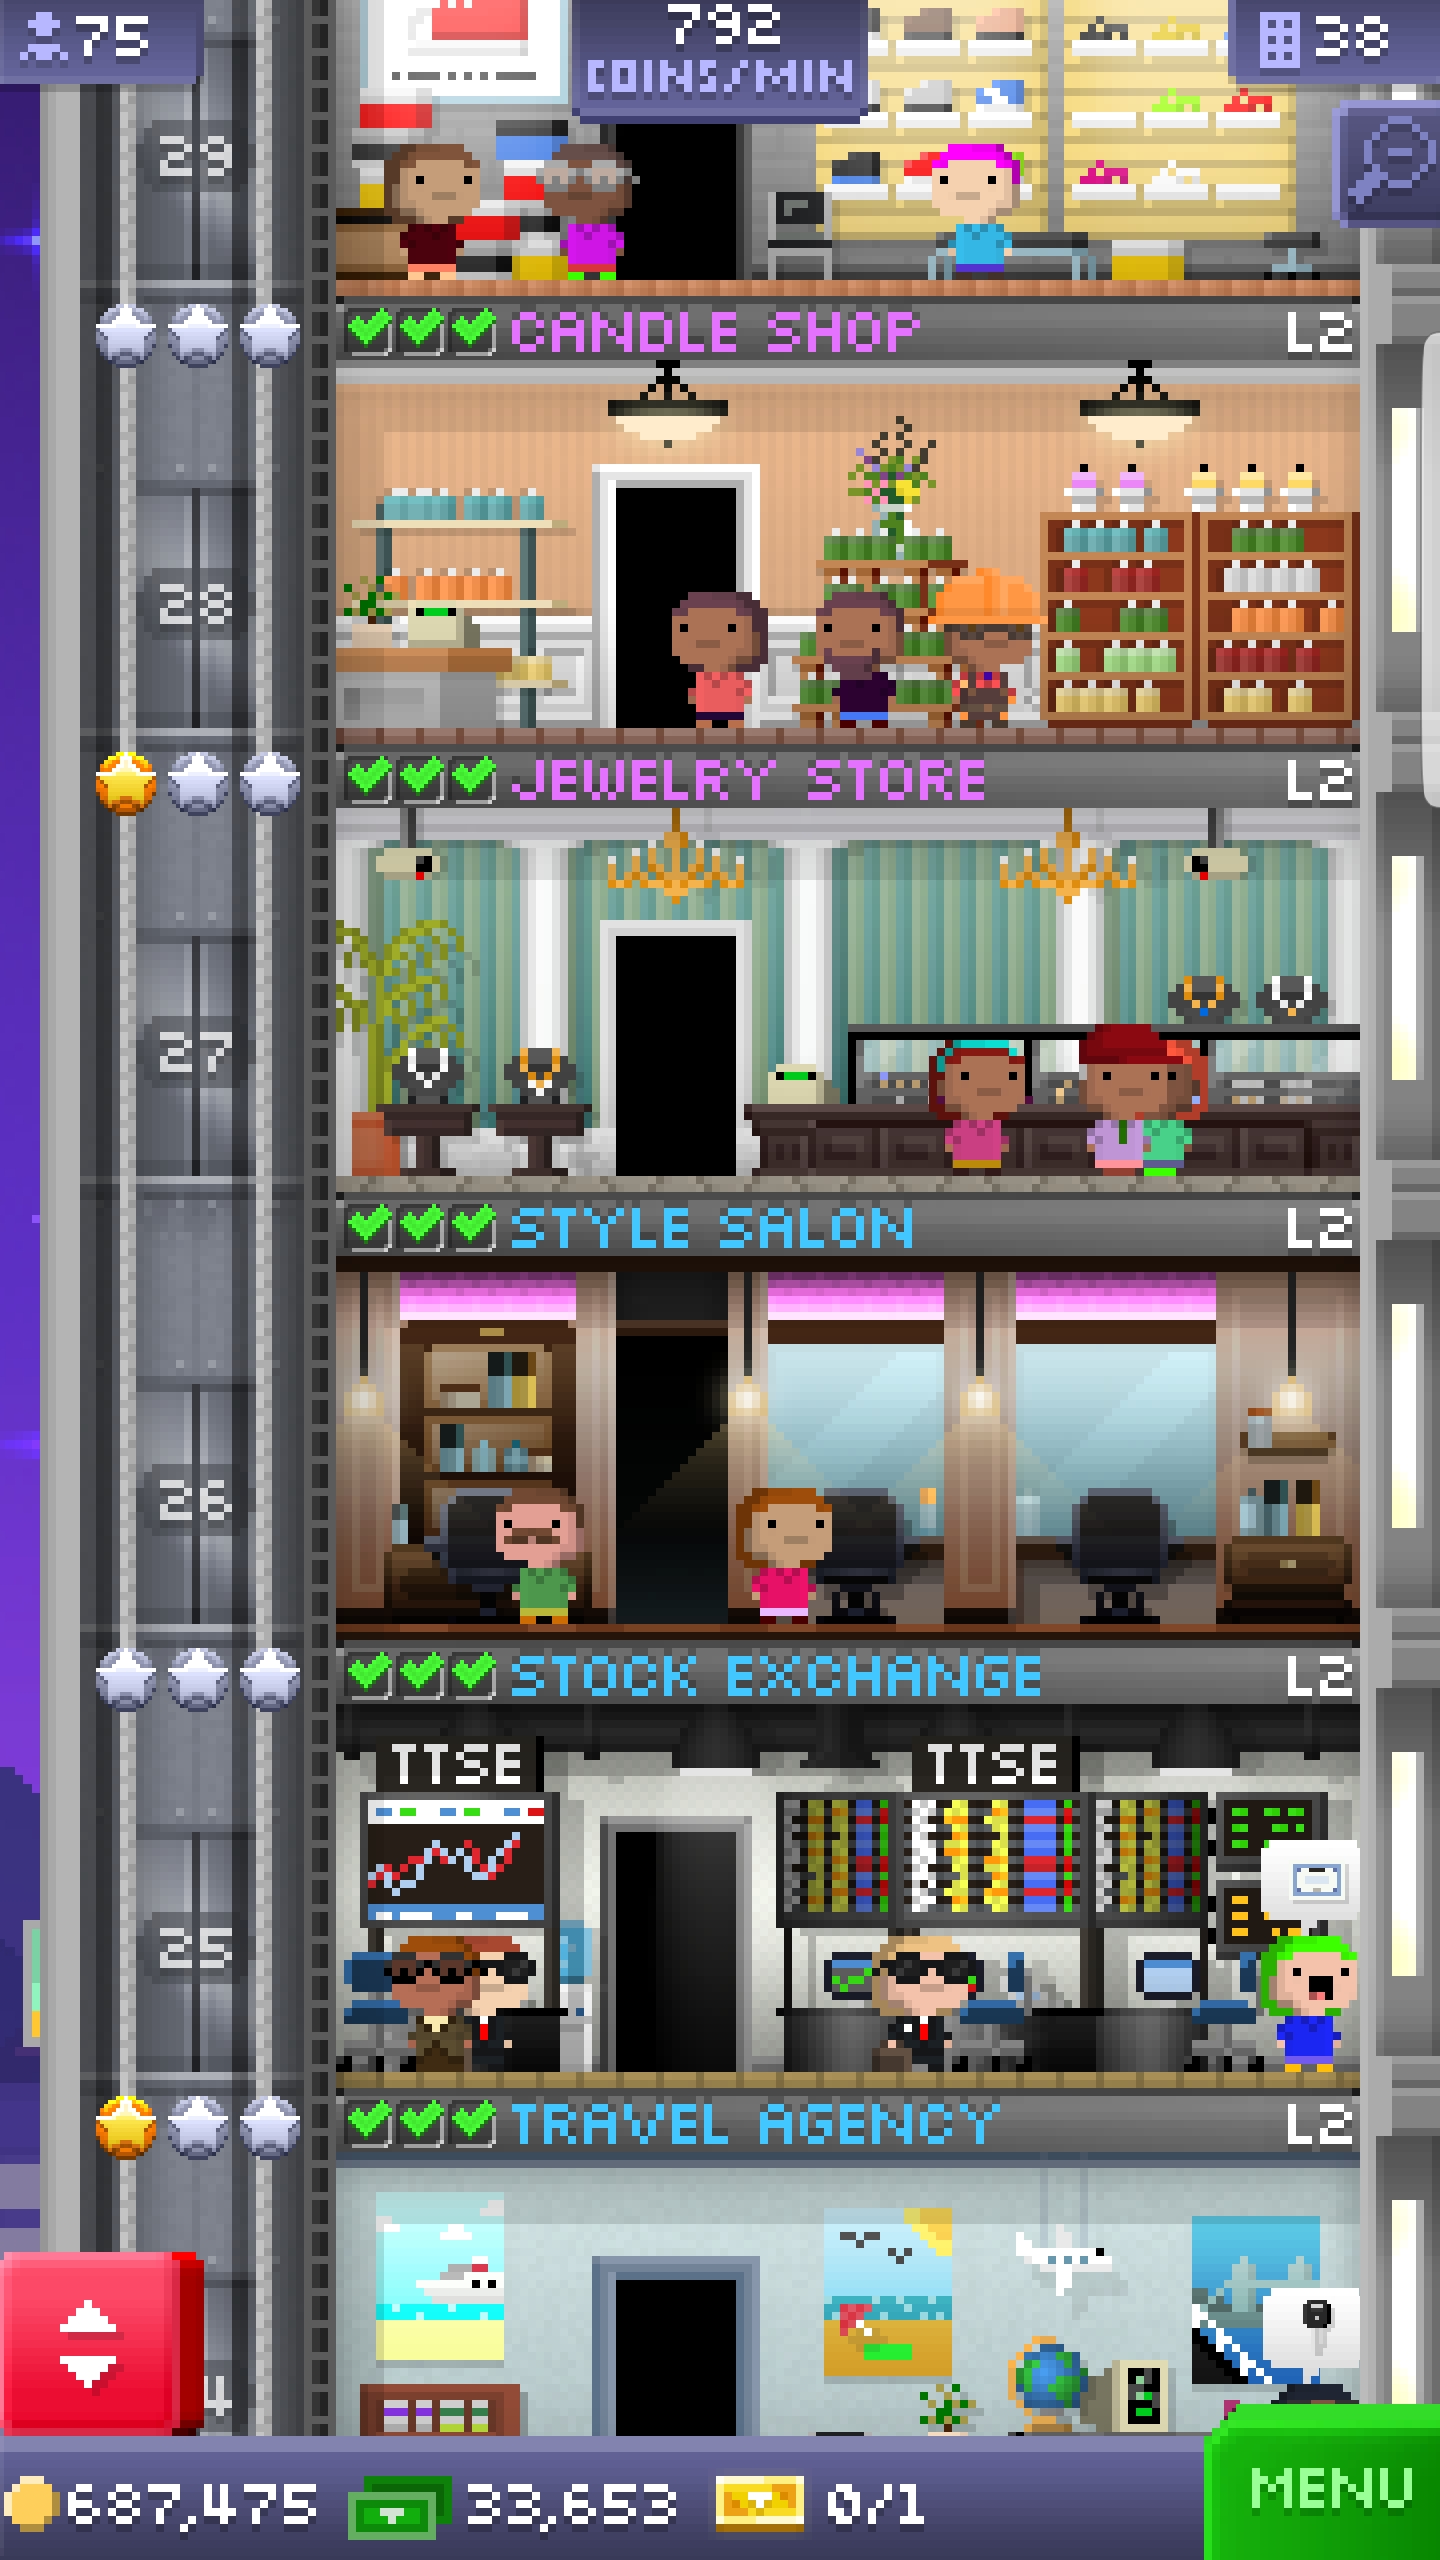 75
792
COINS/MIN
38
29
CANDLE SHOP L2
28
JEWELRY STORE L2
27
STYLE SALON L2
26
STOCK EXCHANGE L2
TTSE TTSE
25
TRAVEL AGENCY L2
4
687,475 33,653 0/1 MENU